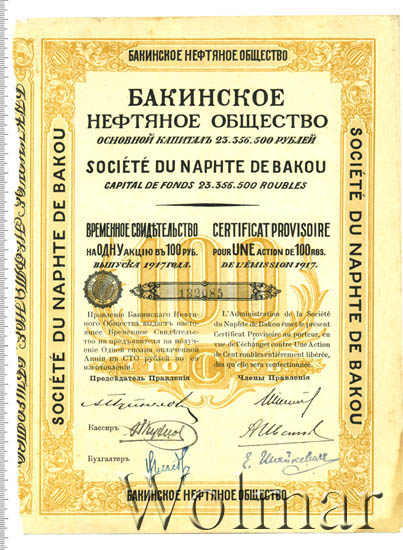 БАКИНСКОЕ НЕФТЯНОЕ ОБЩЕСТВО
БАКИНСКОЕ
НЕФТЯНОЕ ОБЩЕСТВО
ОСНОВНОЙ КАПИТАЛЪ 23.356.500 РУБЛЕЙ
SOCIÉTÉ DU NAPHTE DE BAKOU
CAPITAL DE FONDS 23.356.500 ROUBLES
ВРЕМЕННОЕ СВИДѢТЕЛЬСТВО
НА ОДНУ АКЦІЮ ВЪ 100 РУБ.
ВЫПУСКА 1917 ГОДА.
CERTIFICAT PROVISOIRE
POUR UNE ACTION DE 100 RBS.
DE L'ÉMISSION 1917.
100
Правленіе Бакинскаго Нефтя-
ного Общества выдаетъ настоя-
щее Временное Свидѣтельство
на предъявителя на получе-
ніе Одной сполна оплаченной
Акціи въ СТО рублей по ея
изготовленіи.
L'Administration de la Société
du Naphte de Bakou émet le présent
Certificat Provisoire au porteur, en
vue de l'échanger contre Une Action
de Cent roubles entièrement libérée,
dès qu'elle sera confectionnée.
Предсѣдатель Правленія
Члены Правленія
Кассиръ
Бухгалтеръ
БАКИНСКОЕ НЕФТЯНОЕ ОБЩЕСТВО
SOCIÉTÉ DU NAPHTE DE BAKOU
SOCIÉTÉ DU NAPHTE DE BAKOU
Wolmar